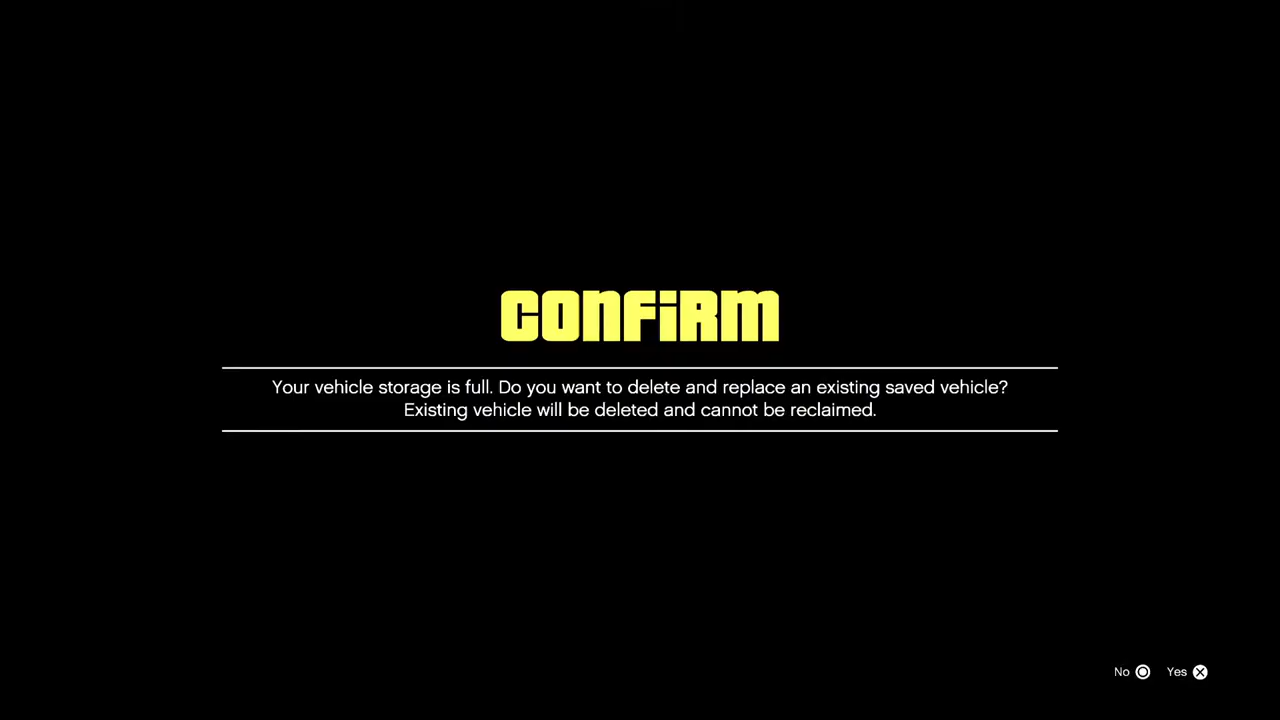 CONFIRM
Your vehicle storage is full. Do you want to delete and replace an existing saved vehicle?
Existing vehicle will be deleted and cannot be reclaimed.
No Yes